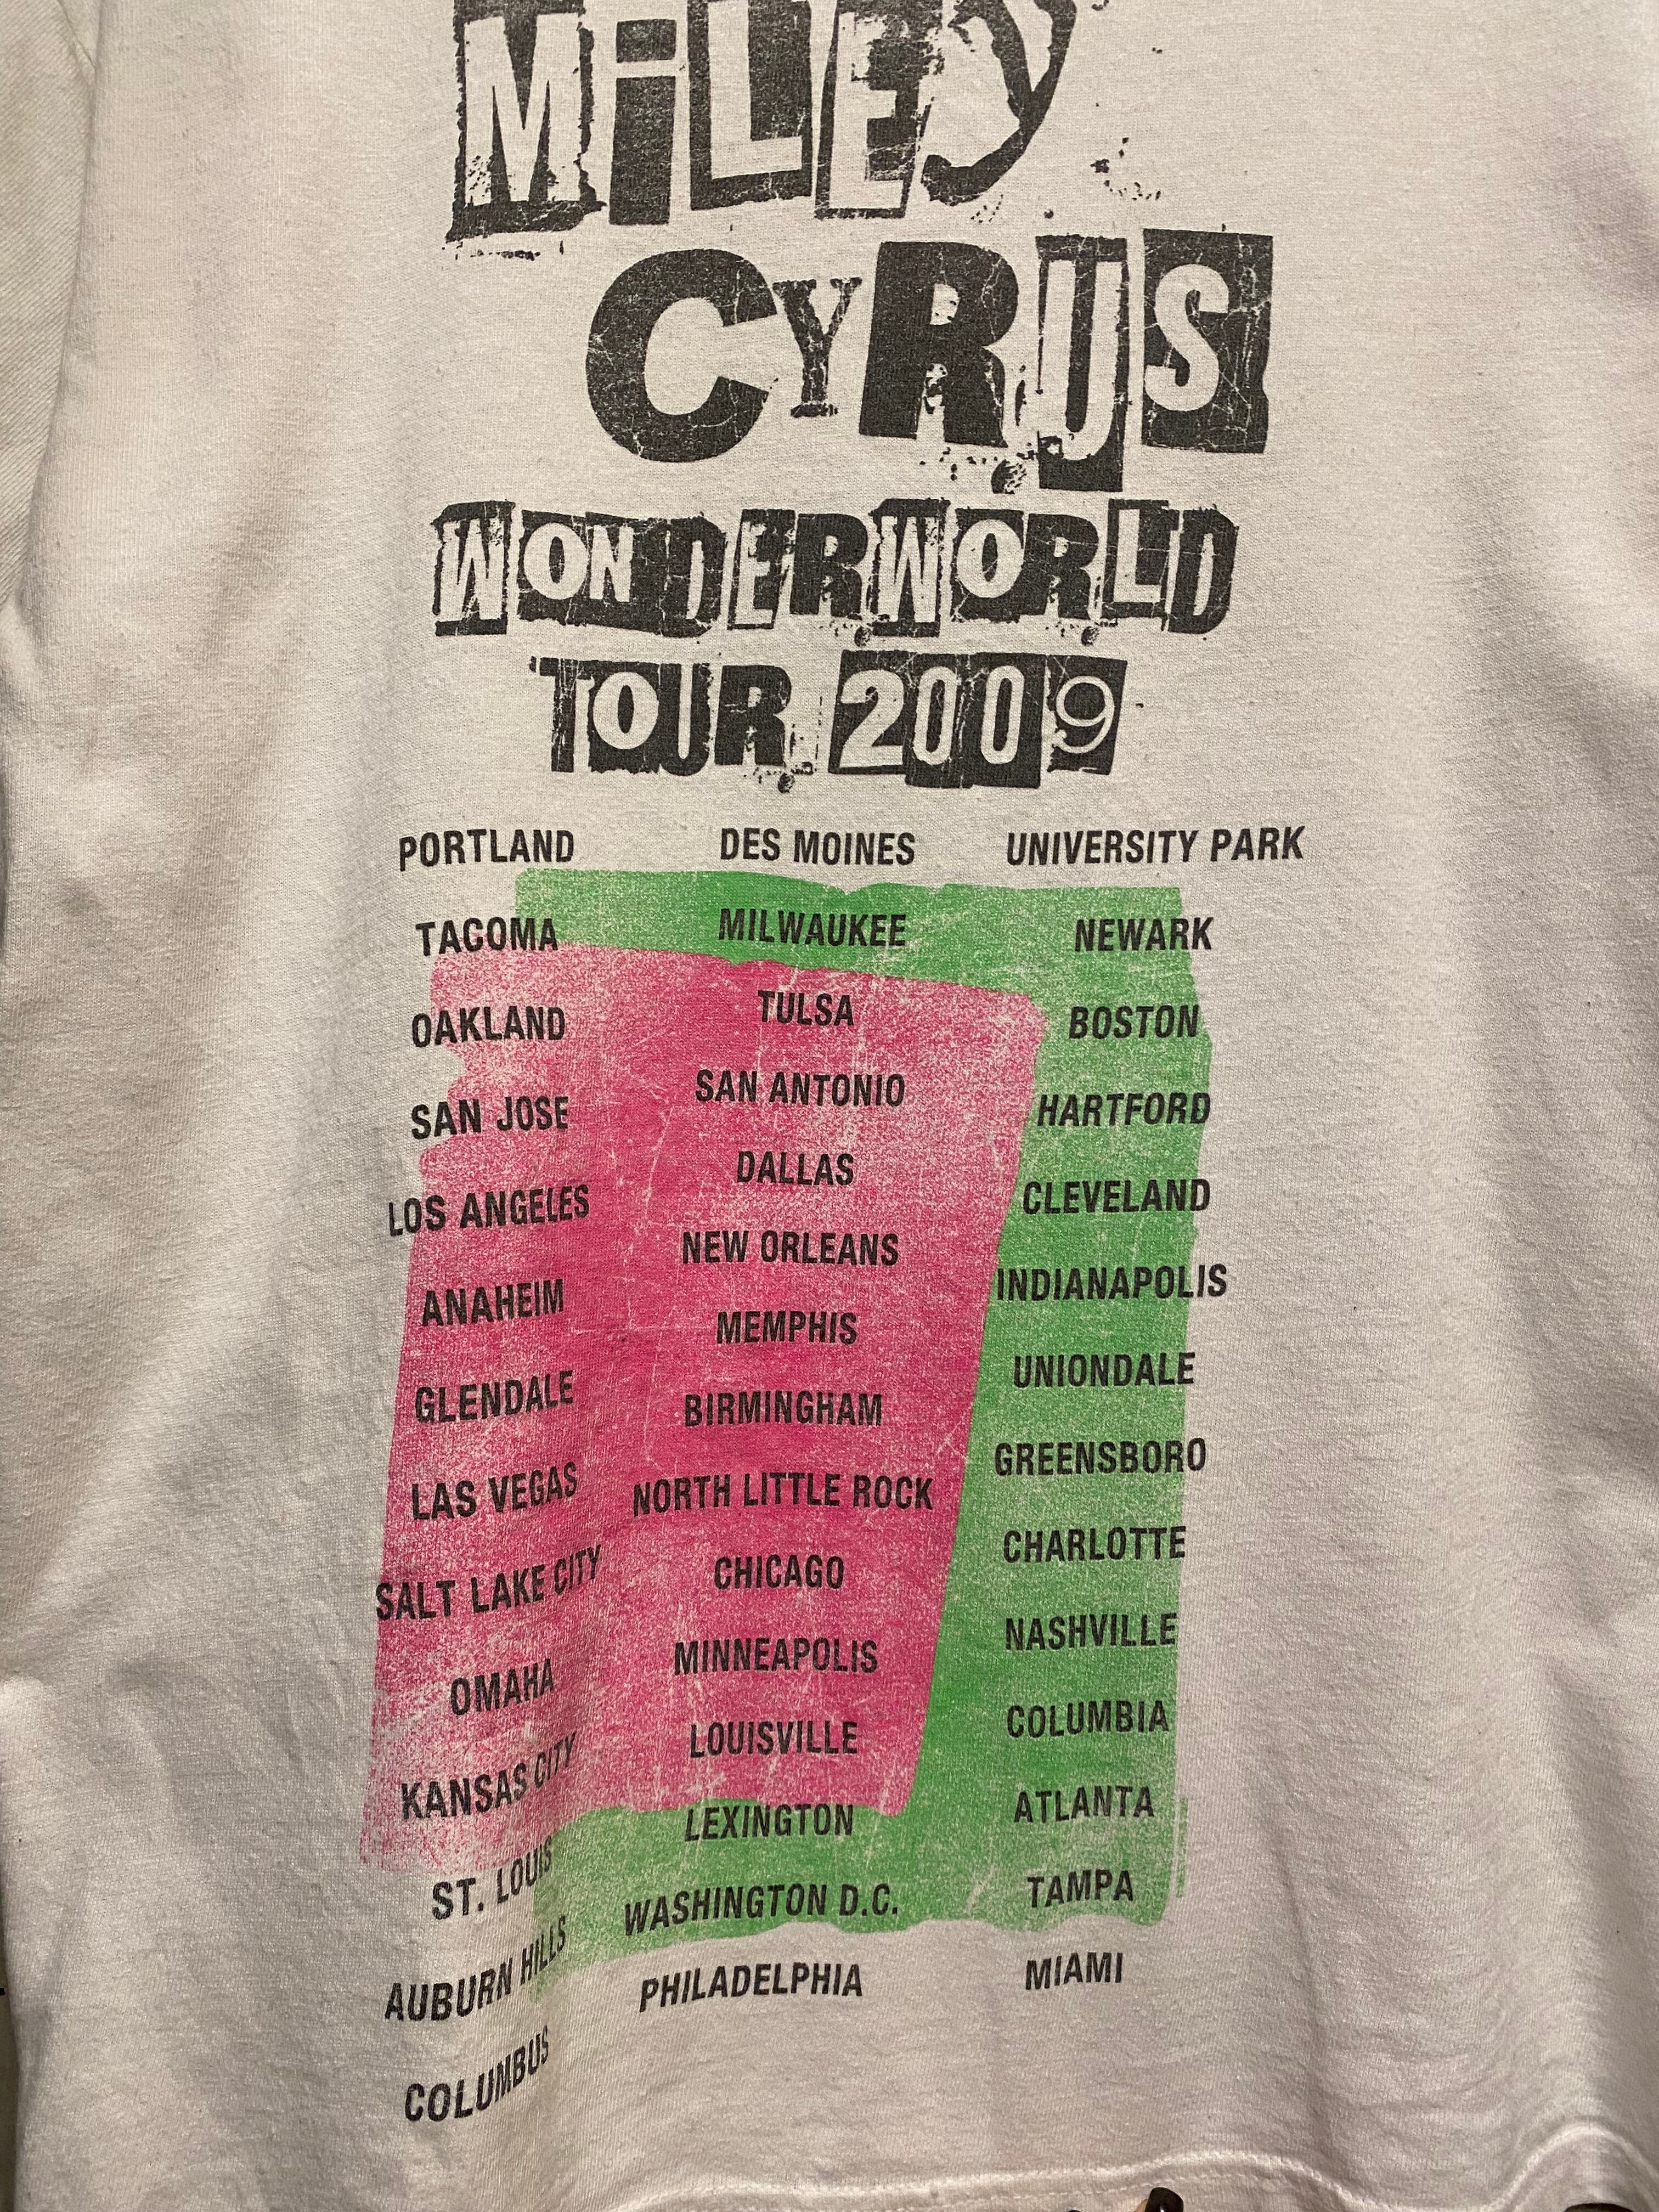 MiLEy
CYRUS
WONDERWORLD
TOUR 2009
PORTLAND
TACOMA
OAKLAND
SAN JOSE
LOS ANGELES
ANAHEIM
GLENDALE
LAS VEGAS
SALT LAKE CITY
OMAHA
KANSAS CITY
ST. LOUIS
AUBURN HILLS
COLUMBUS
DES MOINES
MILWAUKEE
TULSA
SAN ANTONIO
DALLAS
NEW ORLEANS
MEMPHIS
BIRMINGHAM
NORTH LITTLE ROCK
CHICAGO
MINNEAPOLIS
LOUISVILLE
LEXINGTON
WASHINGTON D.C.
PHILADELPHIA
UNIVERSITY PARK
NEWARK
BOSTON
HARTFORD
CLEVELAND
INDIANAPOLIS
UNIONDALE
GREENSBORO
CHARLOTTE
NASHVILLE
COLUMBIA
ATLANTA
TAMPA
MIAMI